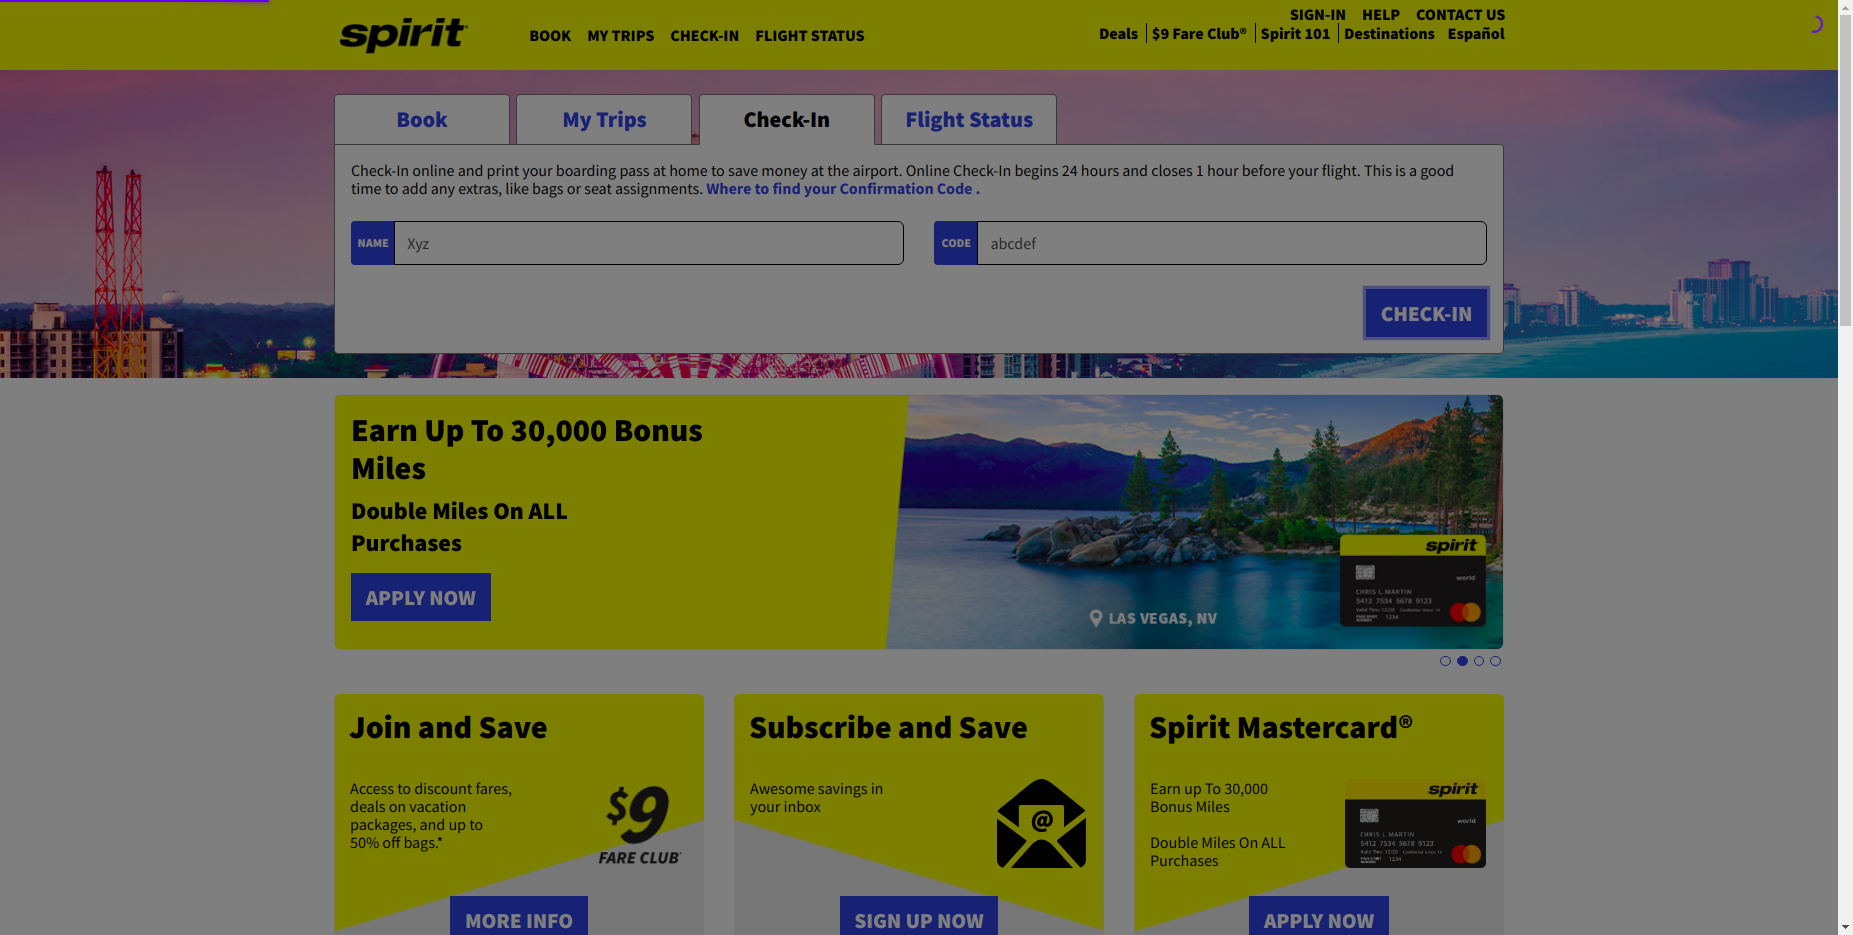 spirit
BOOK MY TRIPS CHECK-IN FLIGHT STATUS
SIGN-IN HELP CONTACT US
Deals $9 Fare Club® Spirit 101 Destinations Español
Book
My Trips
Check-In
Flight Status
Check-In online and print your boarding pass at home to save money at the airport. Online Check-In begins 24 hours and closes 1 hour before your flight. This is a good
time to add any extras, like bags or seat assignments. Where to find your Confirmation Code .
NAME Xyz
CODE abcdef
CHECK-IN
Earn Up To 30,000 Bonus
Miles
Double Miles On ALL
Purchases
APPLY NOW
LAS VEGAS, NV
spirit
world
CHRIS L MARTIN
5412 7534 5678 9123
1234
Join and Save
Access to discount fares,
deals on vacation
packages, and up to
50% off bags.*
$9
FARE CLUB
MORE INFO
Subscribe and Save
Awesome savings in
your inbox
@
SIGN UP NOW
Spirit Mastercard®
Earn up To 30,000
Bonus Miles
Double Miles On ALL
Purchases
spirit
world
CHRIS L MARTIN
5412 7534 5678 9123
1234
APPLY NOW